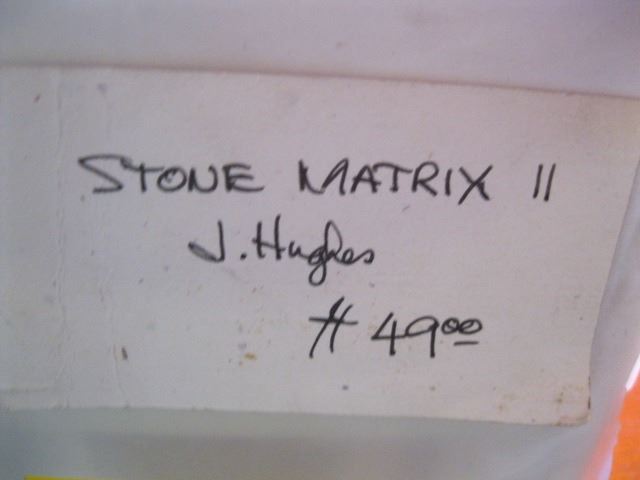 STONE MATRIX II
J. Hughes
$ 49.00